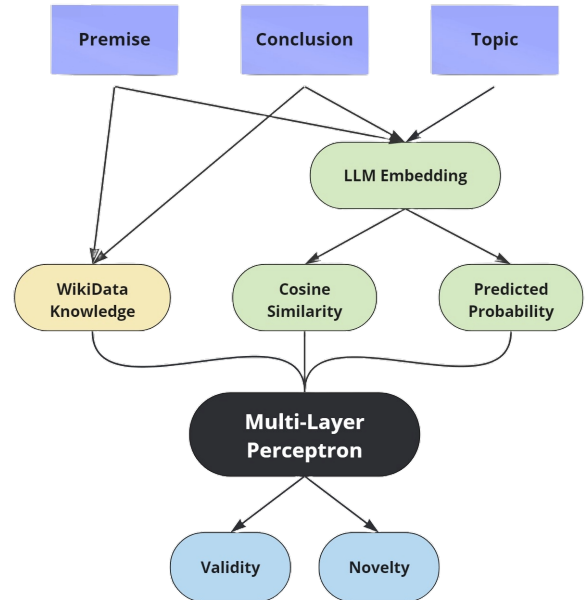 Premise
Conclusion
Topic
LLM Embedding
WikiData
Knowledge
Cosine
Similarity
Predicted
Probability
Multi-Layer
Perceptron
Validity
Novelty